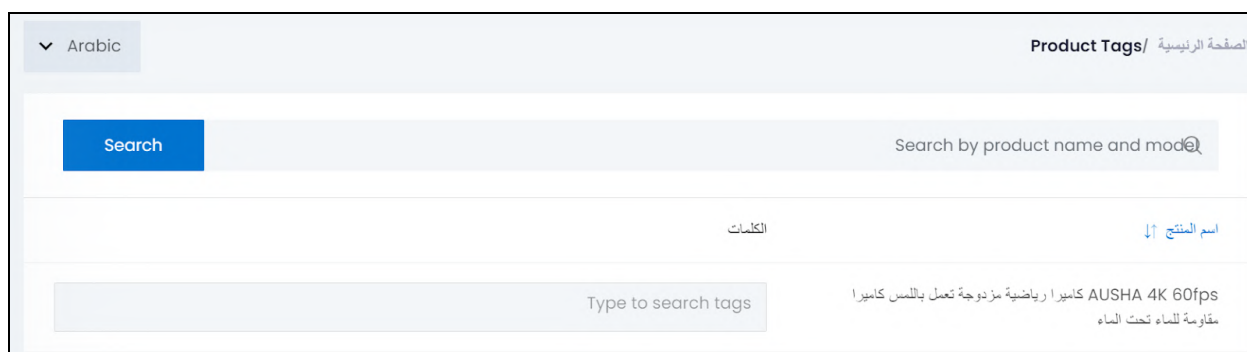 الصفحة الرئيسية /Product Tags
Arabic
Search by product name and model
Search
اسم المنتج
الكلمات
AUSHA 4K 60fps كاميرا رياضية مزدوجة تعمل باللمس كاميرا
مقاومة للماء تحت الماء
Type to search tags